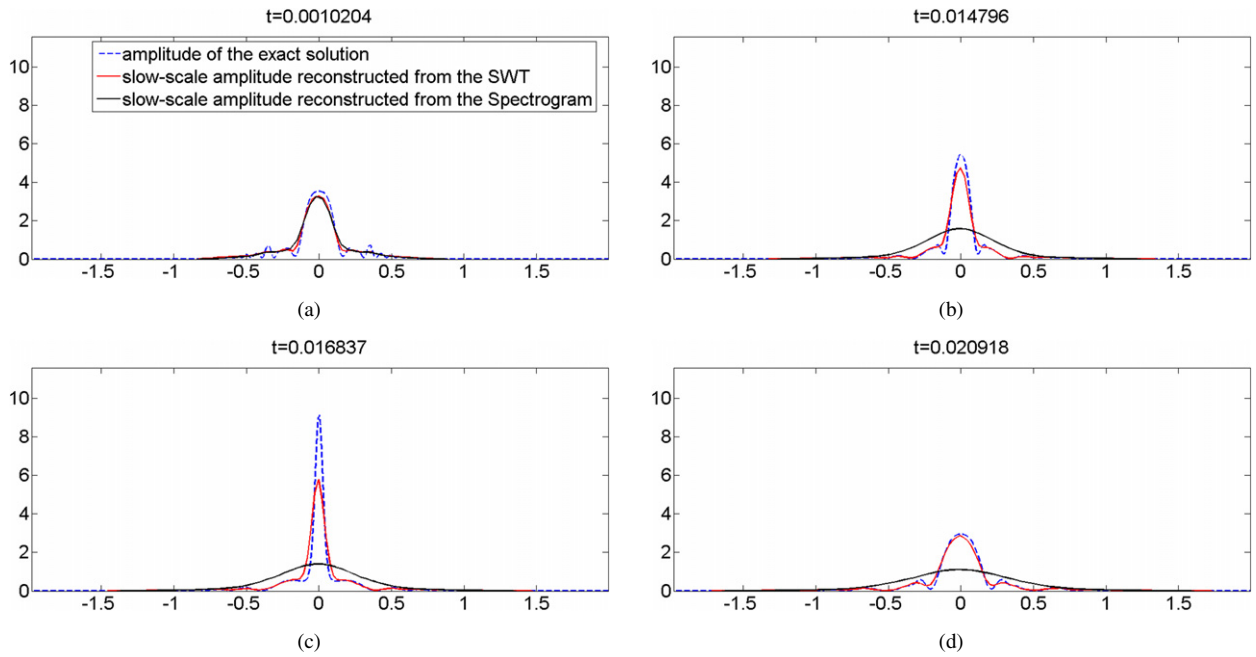 t=0.0010204
10
8
6
4
2
0
amplitude of the exact solution
slow-scale amplitude reconstructed from the SWT
slow-scale amplitude reconstructed from the Spectrogram
-1.5 -1 -0.5 0 0.5 1 1.5
(a)
t=0.014796
10
8
6
4
2
0
-1.5 -1 -0.5 0 0.5 1 1.5
(b)
t=0.016837
10
8
6
4
2
0
-1.5 -1 -0.5 0 0.5 1 1.5
(c)
t=0.020918
10
8
6
4
2
0
-1.5 -1 -0.5 0 0.5 1 1.5
(d)